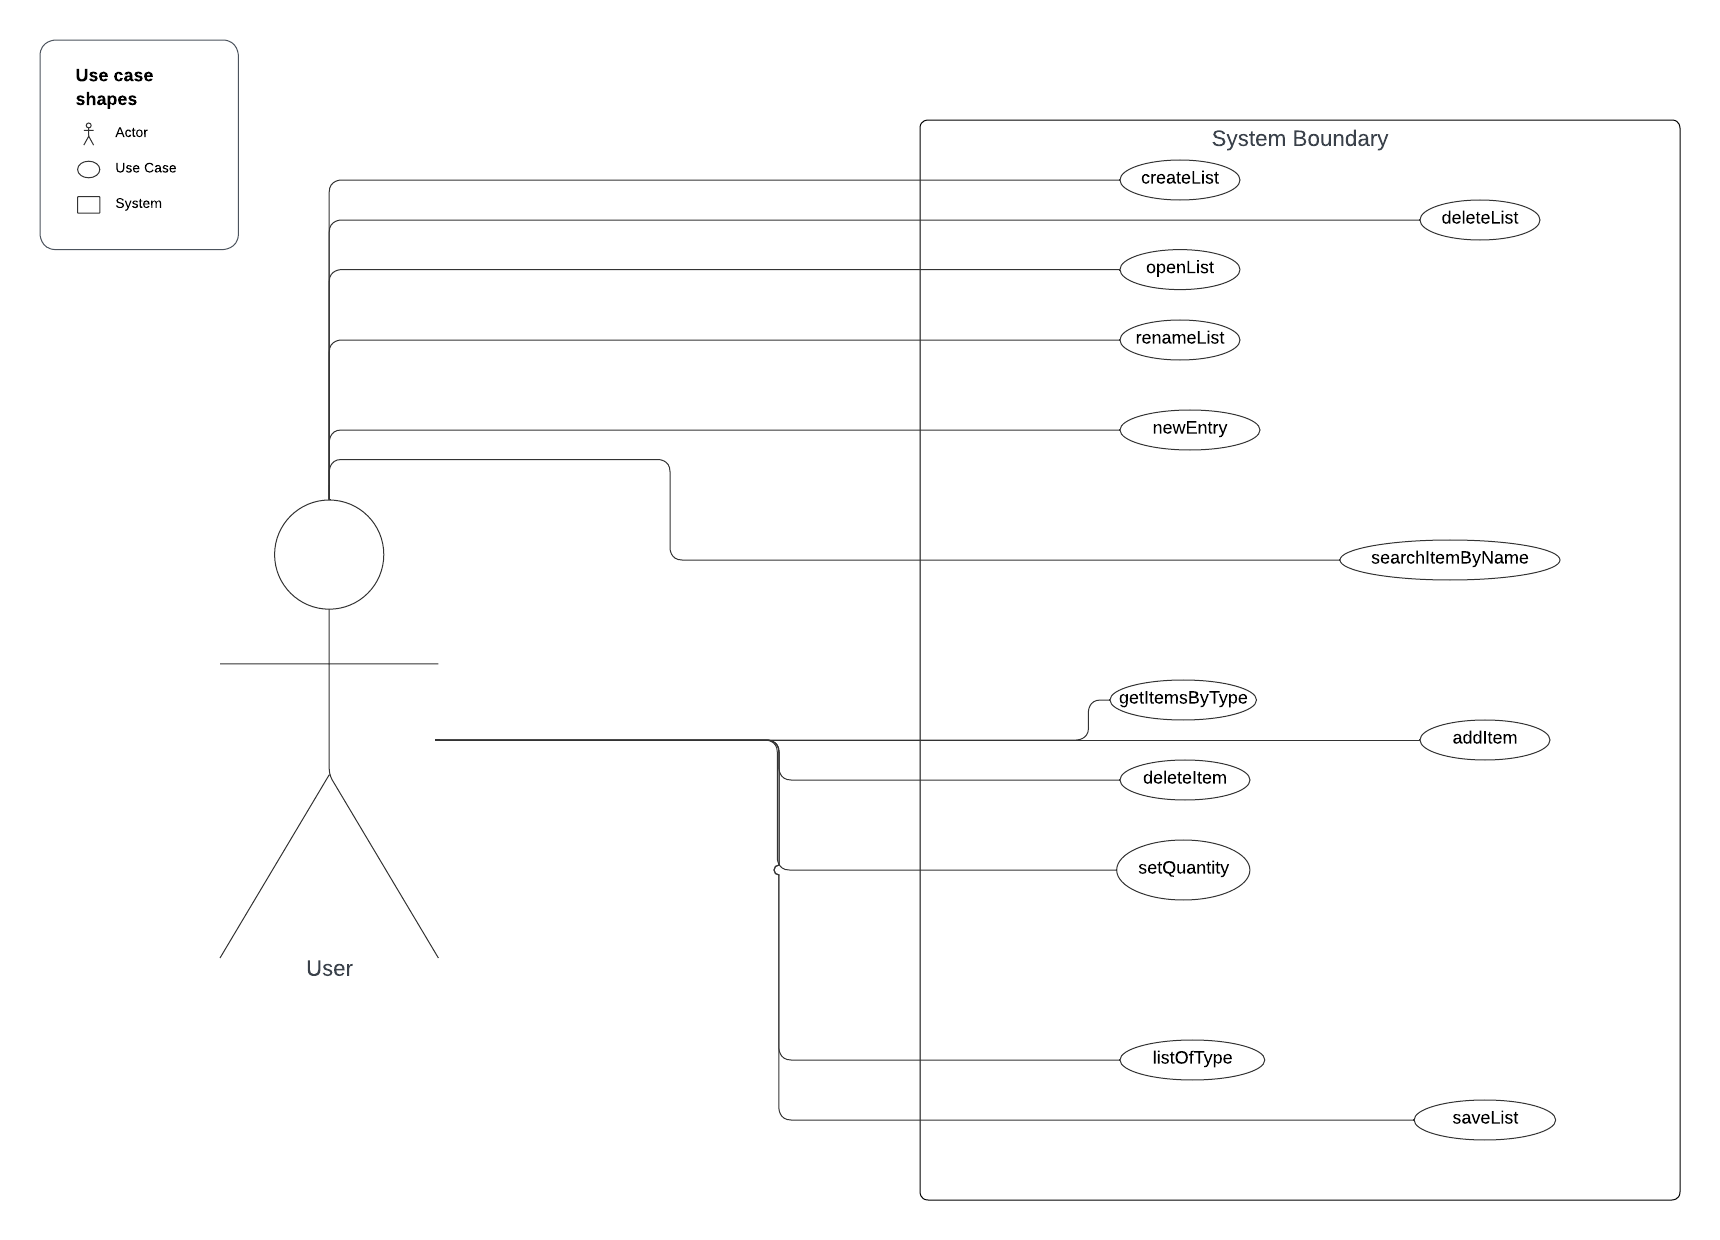 Use case
shapes
Actor
Use Case
System
System Boundary
createList
deleteList
openList
renameList
newEntry
searchItemByName
getItemsByType
addItem
deleteItem
setQuantity
User
listOfType
saveList